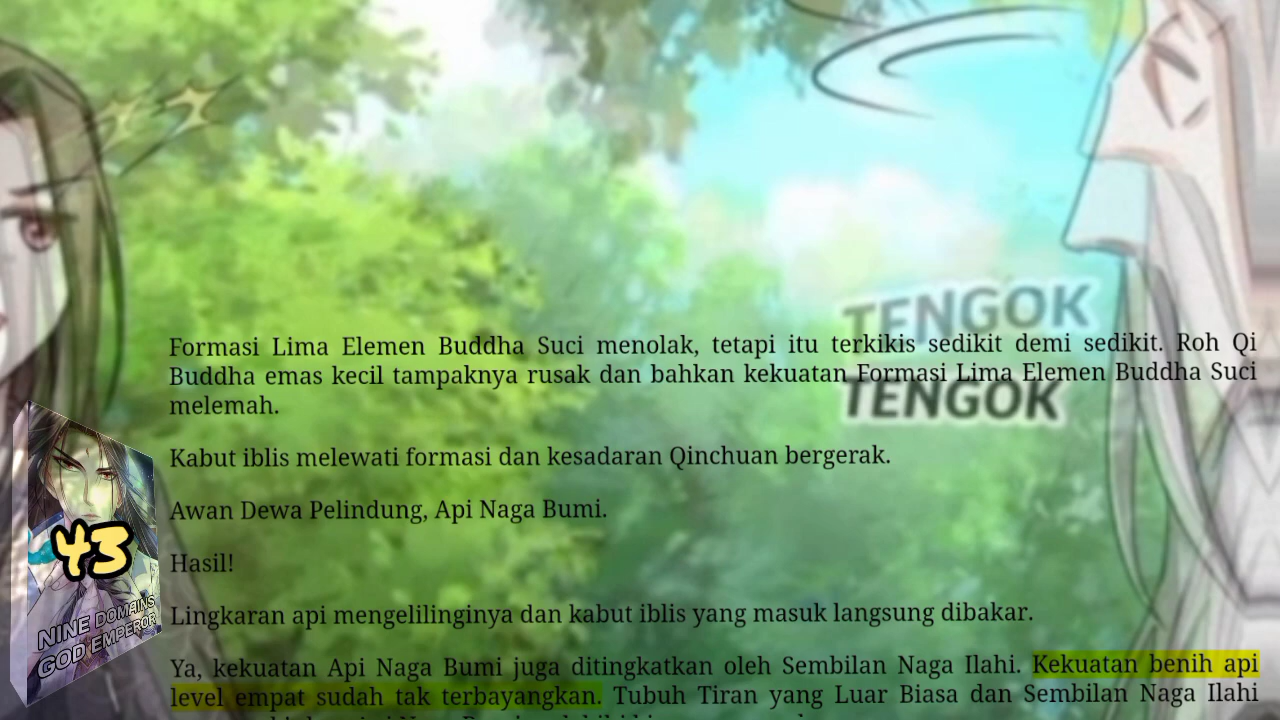 TENGOK
Formasi Lima Elemen Buddha Suci menolak, tetapi itu terkikis sedikit demi sedikit. Roh Qi
Buddha emas kecil tampaknya rusak dan bahkan kekuatan Formasi Lima Elemen Buddha Suci
TENGOK
melemah.
Kabut iblis melewati formasi dan kesadaran Qinchuan bergerak.
Awan Dewa Pelindung, Api Naga Bumi.
43
Hasil!
NINE DOMAINS
GOD EMPEROR
Lingkaran api mengelilinginya dan kabut iblis yang masuk langsung dibakar.
Ya, kekuatan Api Naga Bumi juga ditingkatkan oleh Sembilan Naga Ilahi. Kekuatan benih api
level empat sudah tak terbayangkan. Tubuh Tiran yang Luar Biasa dan Sembilan Naga Ilahi